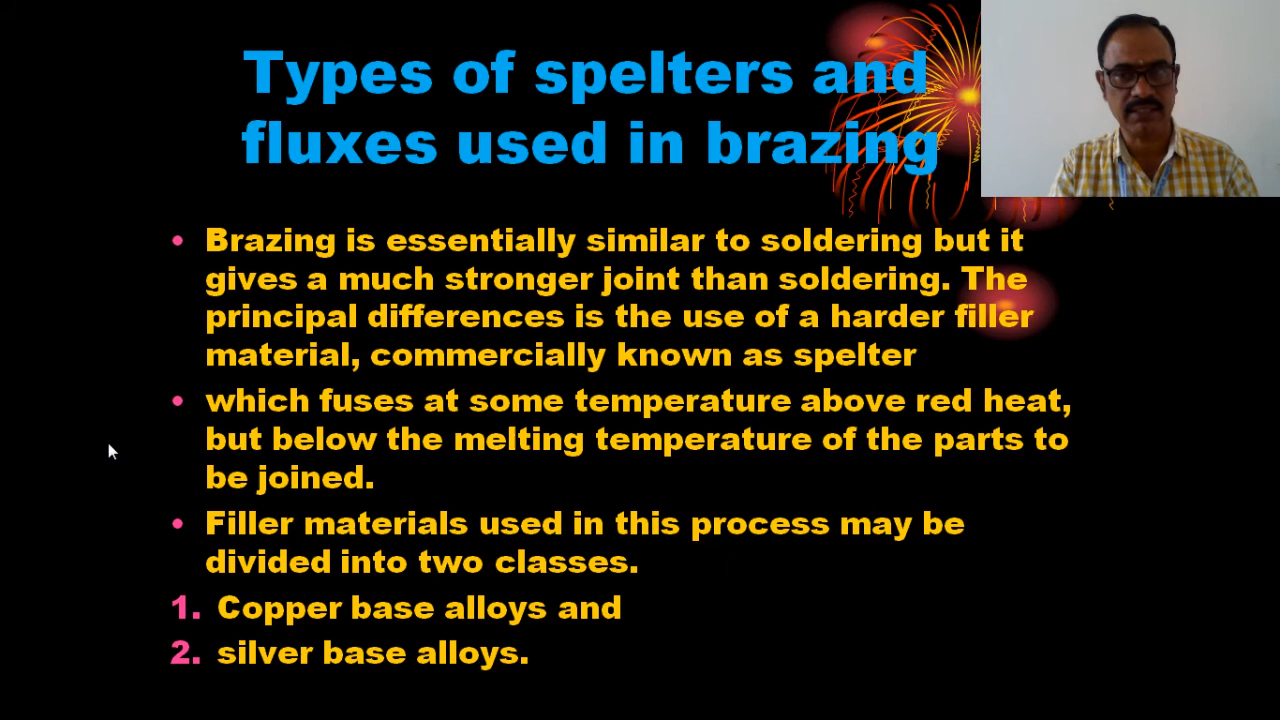 Types of spelters and
fluxes used in brazing
• Brazing is essentially similar to soldering but it
gives a much stronger joint than soldering. The
principal differences is the use of a harder filler
material, commercially known as spelter
• which fuses at some temperature above red heat,
but below the melting temperature of the parts to
be joined.
• Filler materials used in this process may be
divided into two classes.
1. Copper base alloys and
2. silver base alloys.